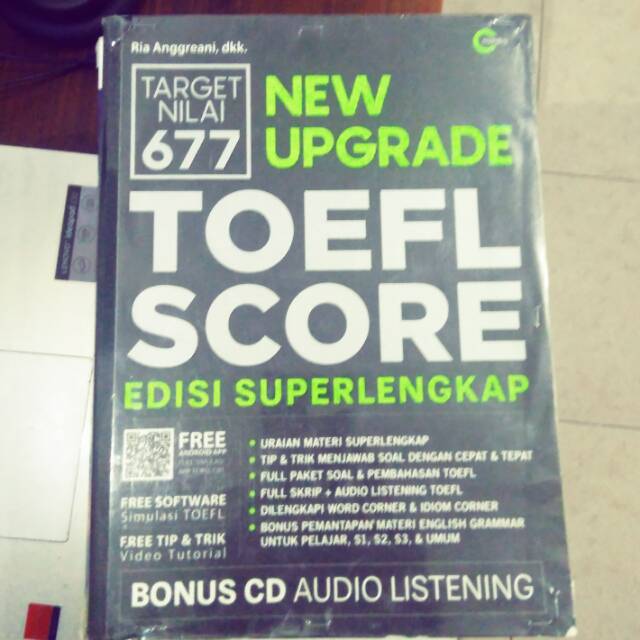 Ria Anggreani, dkk.
TARGET
NILAI
677
NEW
UPGRADE
TOEFL
SCORE
EDISI SUPERLENGKAP
FREE
ANDROID APP
FREE SOFTWARE
Simulasi TOEFL
FREE TIP & TRIK
Video Tutorial
• URAIAN MATERI SUPERLENGKAP
• TIP & TRIK MENJAWAB SOAL DENGAN CEPAT & TEPAT
• FULL PAKET SOAL & PEMBAHASAN TOEFL
• FULL SKRIP + AUDIO LISTENING TOEFL
• DILENGKAPI WORD CORNER & IDIOM CORNER
• BONUS PEMANTAPAN MATERI ENGLISH GRAMMAR
UNTUK PELAJAR, S1, S2, S3, & UMUM
BONUS CD AUDIO LISTENING